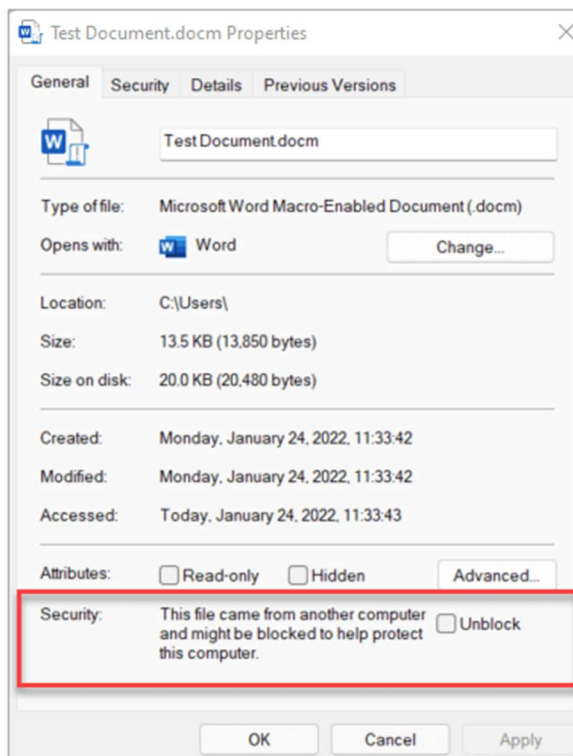 Test Document.docm Properties
General Security Details Previous Versions
Test Document.docm
Type of file: Microsoft Word Macro-Enabled Document (.docm)
Opens with: Word Change...
Location: C:\Users\
Size: 13.5 KB (13,850 bytes)
Size on disk: 20.0 KB (20,480 bytes)
Created: Monday, January 24, 2022, 11:33:42
Modified: Monday, January 24, 2022, 11:33:42
Accessed: Today, January 24, 2022, 11:33:43
Attributes: Read-only Hidden Advanced...
Security: This file came from another computer
and might be blocked to help protect
this computer.
Unblock
OK Cancel Apply